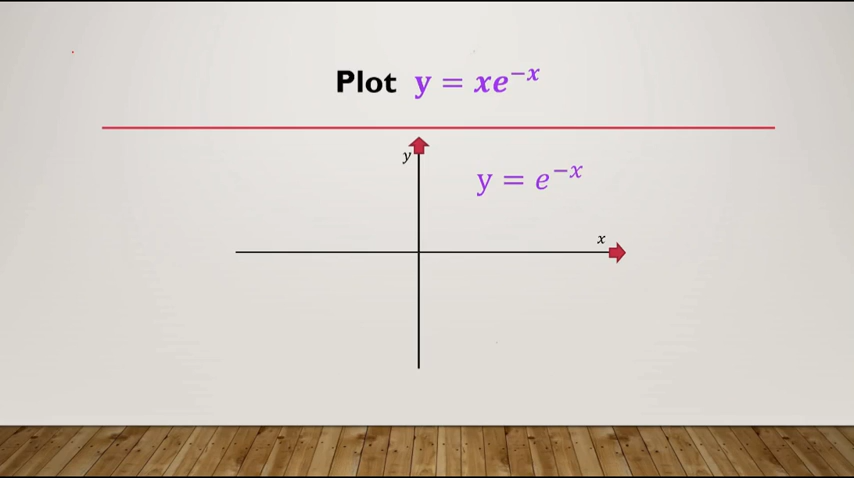 Plot y = xe⁻ˣ
y
y = e⁻ˣ
x